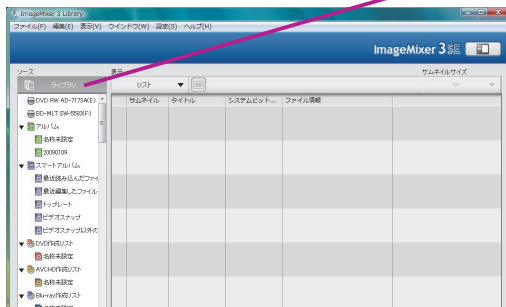 ImageMixer 3 Library
ファイル(F) 編集(E) 表示(V) ウインドウ(W) 設定(S) ヘルプ(H)
ImageMixer 3 SE
ソース 表示 サムネイルサイズ
ライブラリ リスト
サムネイル タイトル システムビット... ファイル情報
DVD RW AD-7173A(E:)
BD-MLT SW-5583(F:)
アルバム
名称未設定
20090109
スマートアルバム
最近読み込んだファイ
最近編集したファイル
トップレート
ビデオスナップ
ビデオスナップ以外の
DVD作成リスト
名称未設定
AVCHD作成リスト
名称未設定
Blu-ray作成リスト
名称未設定